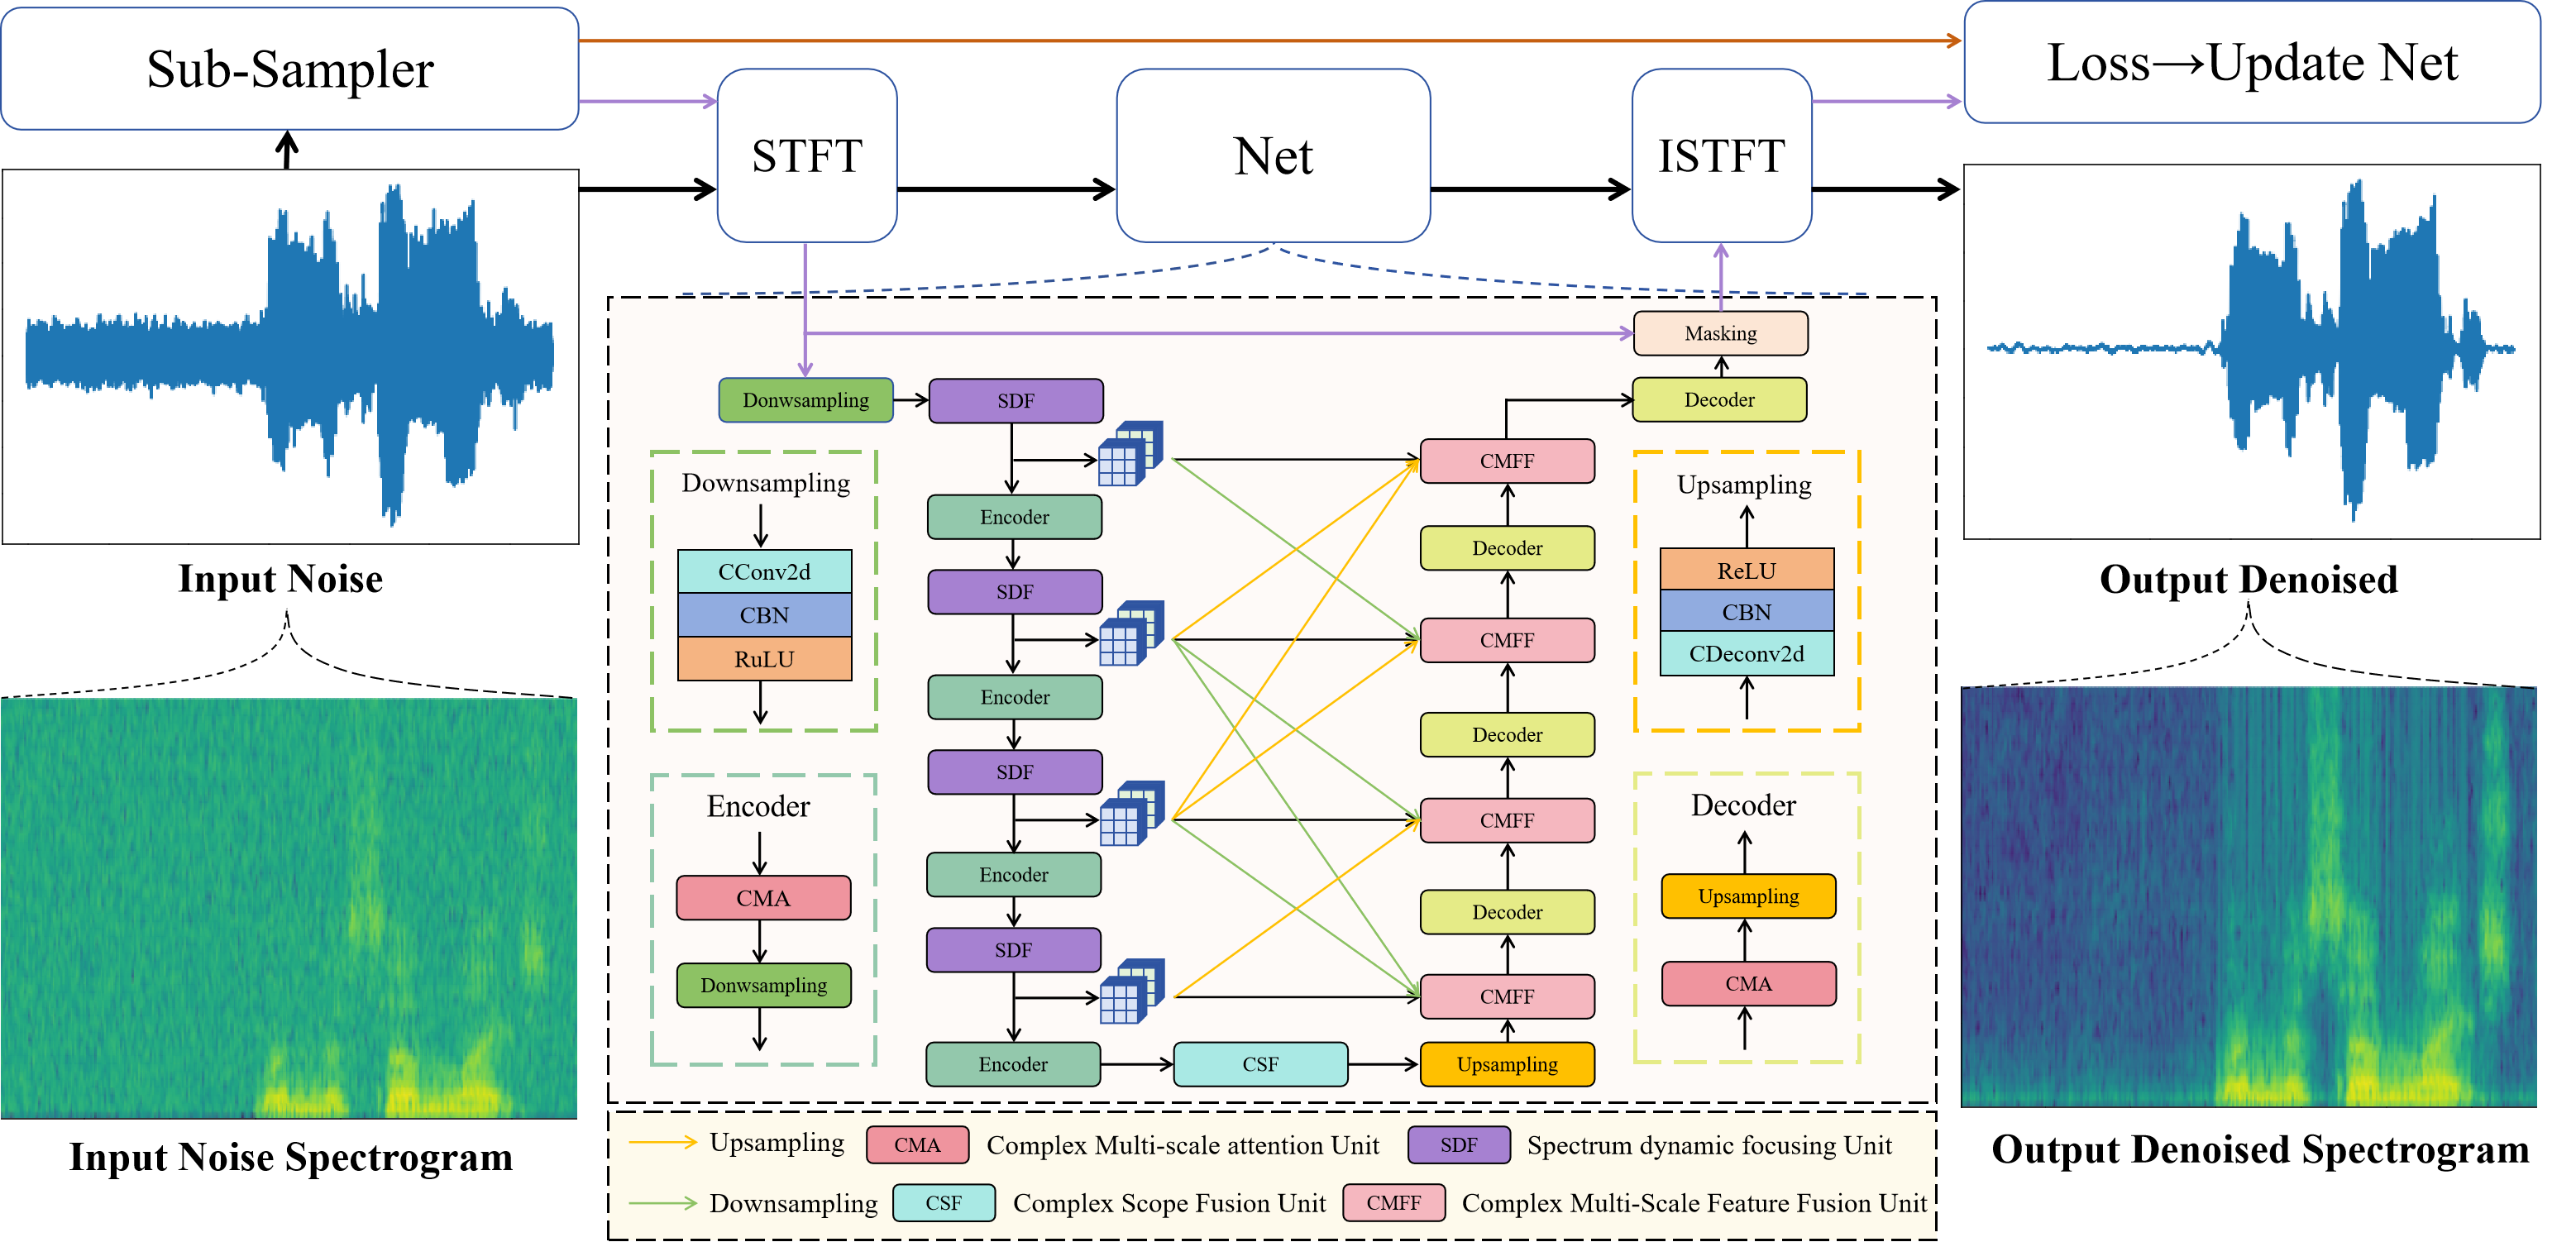 Sub-Sampler
Loss→Update Net
STFT
Net
ISTFT
Input Noise
Output Denoised
Input Noise Spectrogram
Output Denoised Spectrogram
Masking
Donwsampling
SDF
Decoder
CMFF
Encoder
Decoder
SDF
CMFF
Encoder
Decoder
SDF
CMFF
Encoder
Decoder
SDF
CMFF
Encoder
CSF
Upsampling
Downsampling
CConv2d
CBN
RuLU
Encoder
CMA
Donwsampling
Upsampling
ReLU
CBN
CDeconv2d
Decoder
Upsampling
CMA
Upsampling CMA Complex Multi-scale attention Unit SDF Spectrum dynamic focusing Unit
Downsampling CSF Complex Scope Fusion Unit CMFF Complex Multi-Scale Feature Fusion Unit